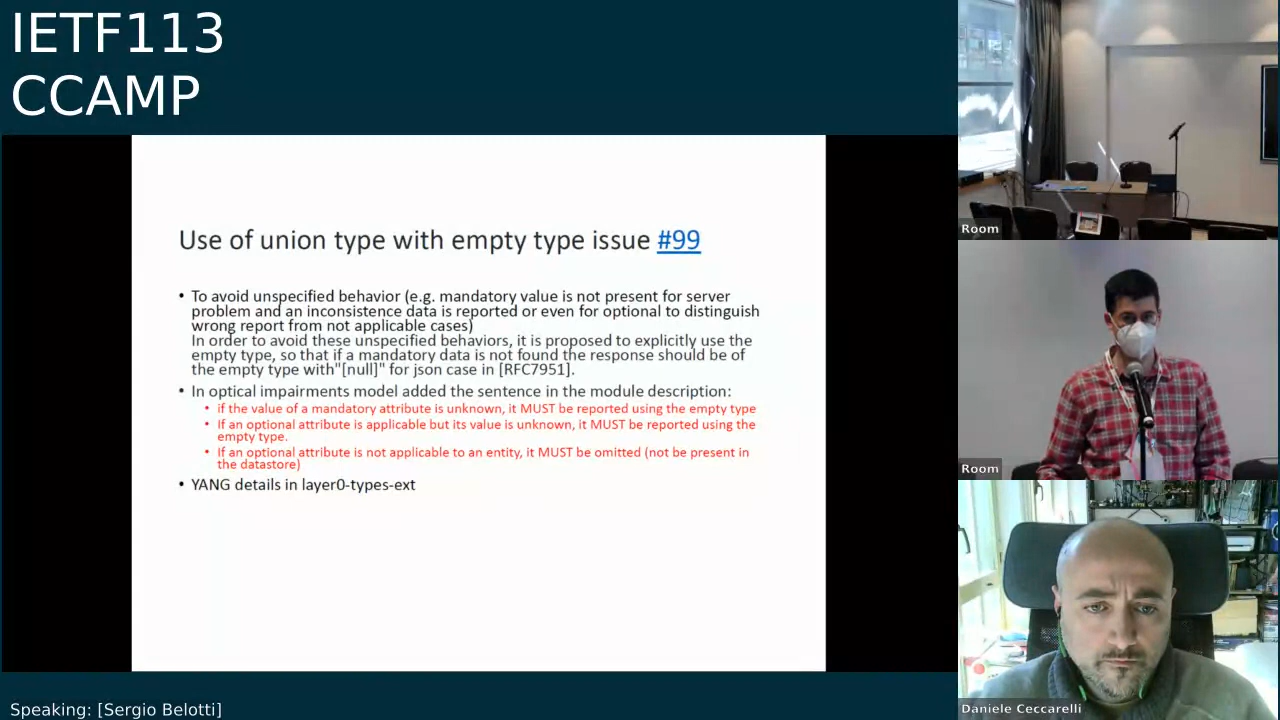 IETF113
CCAMP
Use of union type with empty type issue #99
• To avoid unspecified behavior (e.g. mandatory value is not present for server
problem and an inconsistence data is reported or even for optional to distinguish
wrong report from not applicable cases)
In order to avoid these unspecified behaviors, it is proposed to explicitly use the
empty type, so that if a mandatory data is not found the response should be of
the empty type with"[null]" for json case in [RFC7951].
• In optical impairments model added the sentence in the module description:
• if the value of a mandatory attribute is unknown, it MUST be reported using the empty type
• If an optional attribute is applicable but its value is unknown, it MUST be reported using the
empty type.
• If an optional attribute is not applicable to an entity, it MUST be omitted (not be present in
the datastore)
• YANG details in layer0-types-ext
Room
Room
Daniele Ceccarelli
Speaking: [Sergio Belotti]